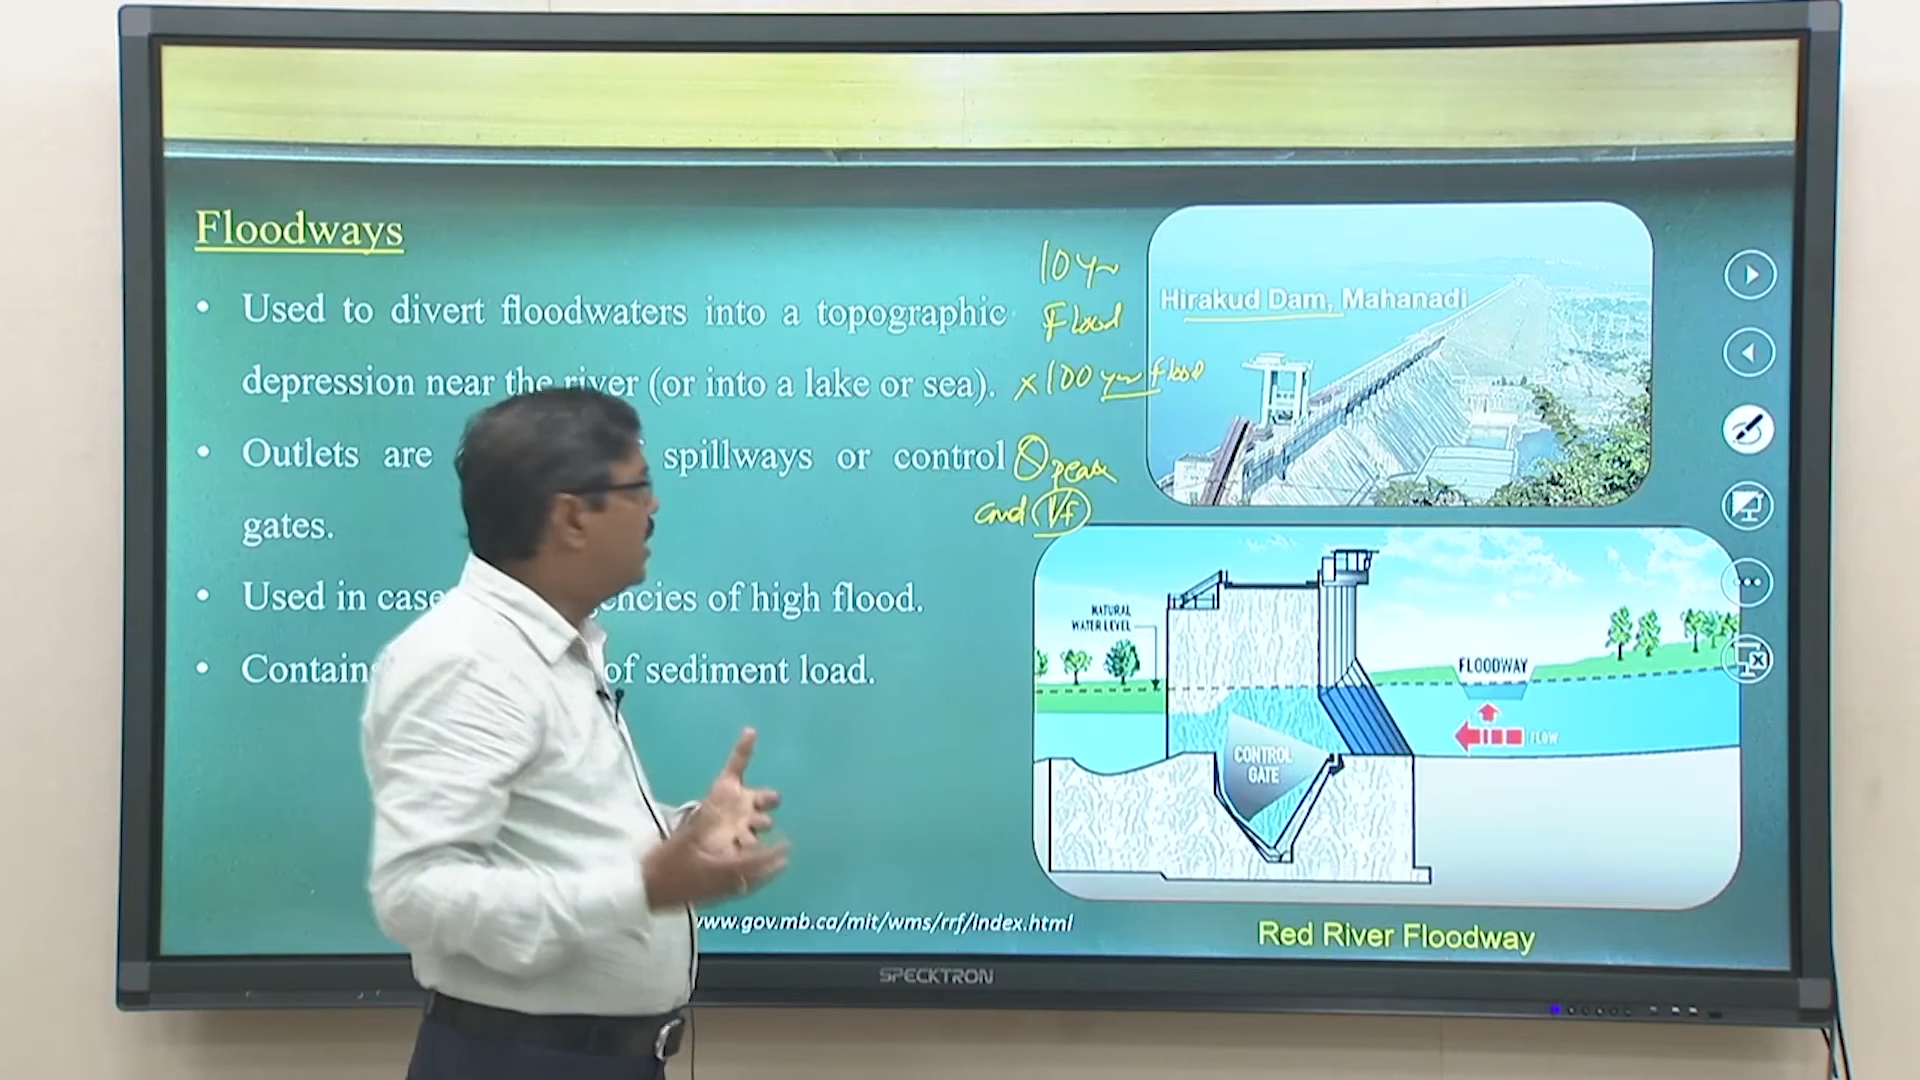 Floodways
• Used to divert floodwaters into a topographic
depression near the river (or into a lake or sea).
• Outlets are spillways or control
gates.
• Used in case of high flood.
• of sediment load.
www.gov.mb.ca/mit/wms/rrf/index.html
10 yr
Flood
x 100 year flood
Q peak
and Vf
Hirakud Dam, Mahanadi
NATURAL
WATER LEVEL
CONTROL
GATE
FLOODWAY
FLOW
Red River Floodway
SPECKTRON